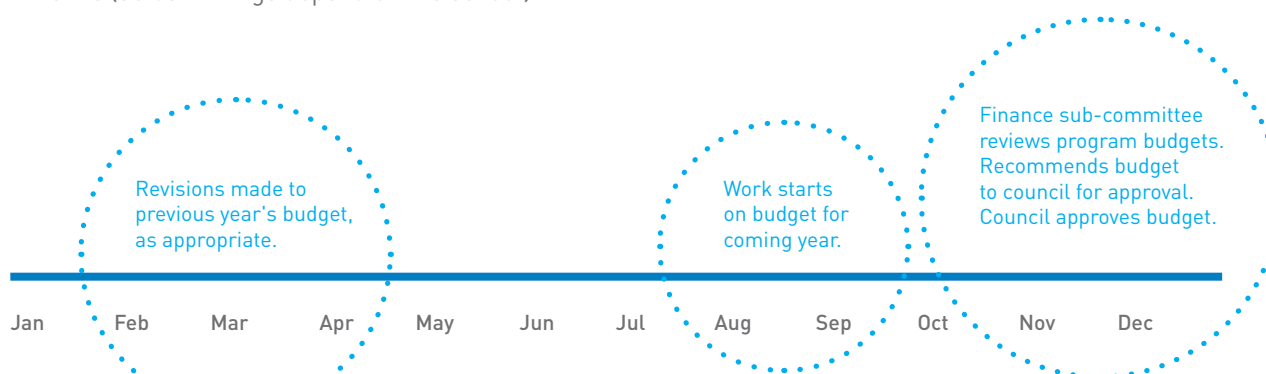 Finance sub-committee
reviews program budgets.
Recommends budget
to council for approval.
Council approves budget.
Revisions made to
previous year's budget,
as appropriate.
Work starts
on budget for
coming year.
Jan Feb Mar Apr May Jun Jul Aug Sep Oct Nov Dec